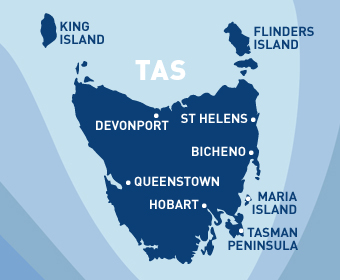 KING
ISLAND
FLINDERS
ISLAND
TAS
DEVONPORT
ST HELENS
BICHENO
QUEENSTOWN
HOBART
MARIA
ISLAND
TASMAN
PENINSULA